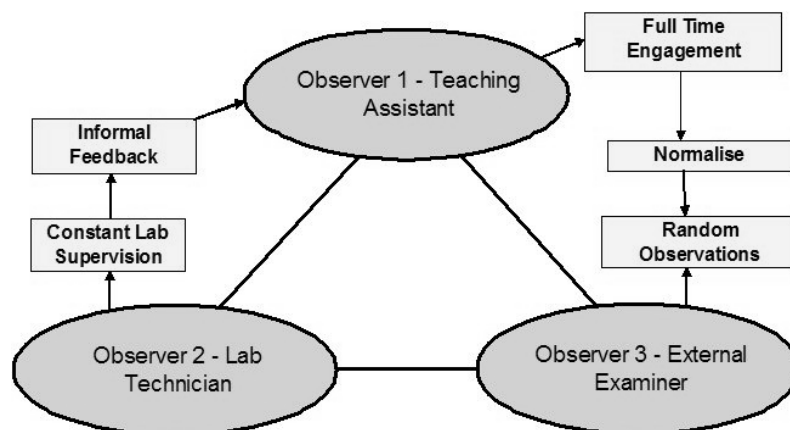 Observer 1 - Teaching
Assistant
Full Time
Engagement
Informal
Feedback
Normalise
Constant Lab
Supervision
Random
Observations
Observer 2 - Lab
Technician
Observer 3 - External
Examiner